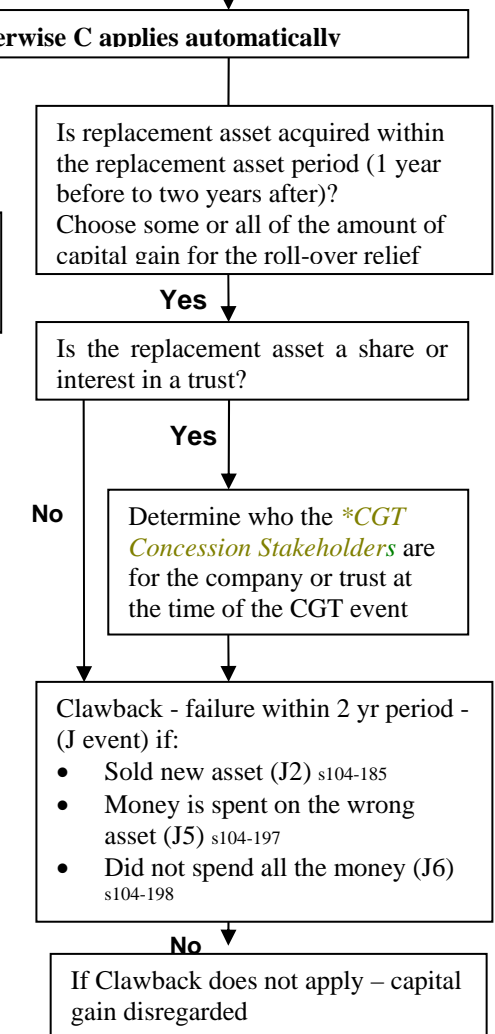 erwise C applies automatically
Is replacement asset acquired within
the replacement asset period (1 year
before to two years after)?
Choose some or all of the amount of
capital gain for the roll-over relief
Yes
Is the replacement asset a share or
interest in a trust?
Yes
No
Determine who the *CGT
Concession Stakeholders are
for the company or trust at
the time of the CGT event
Clawback - failure within 2 yr period -
(J event) if:
• Sold new asset (J2) s104-185
• Money is spent on the wrong
asset (J5) s104-197
• Did not spend all the money (J6)
s104-198
No
If Clawback does not apply – capital
gain disregarded